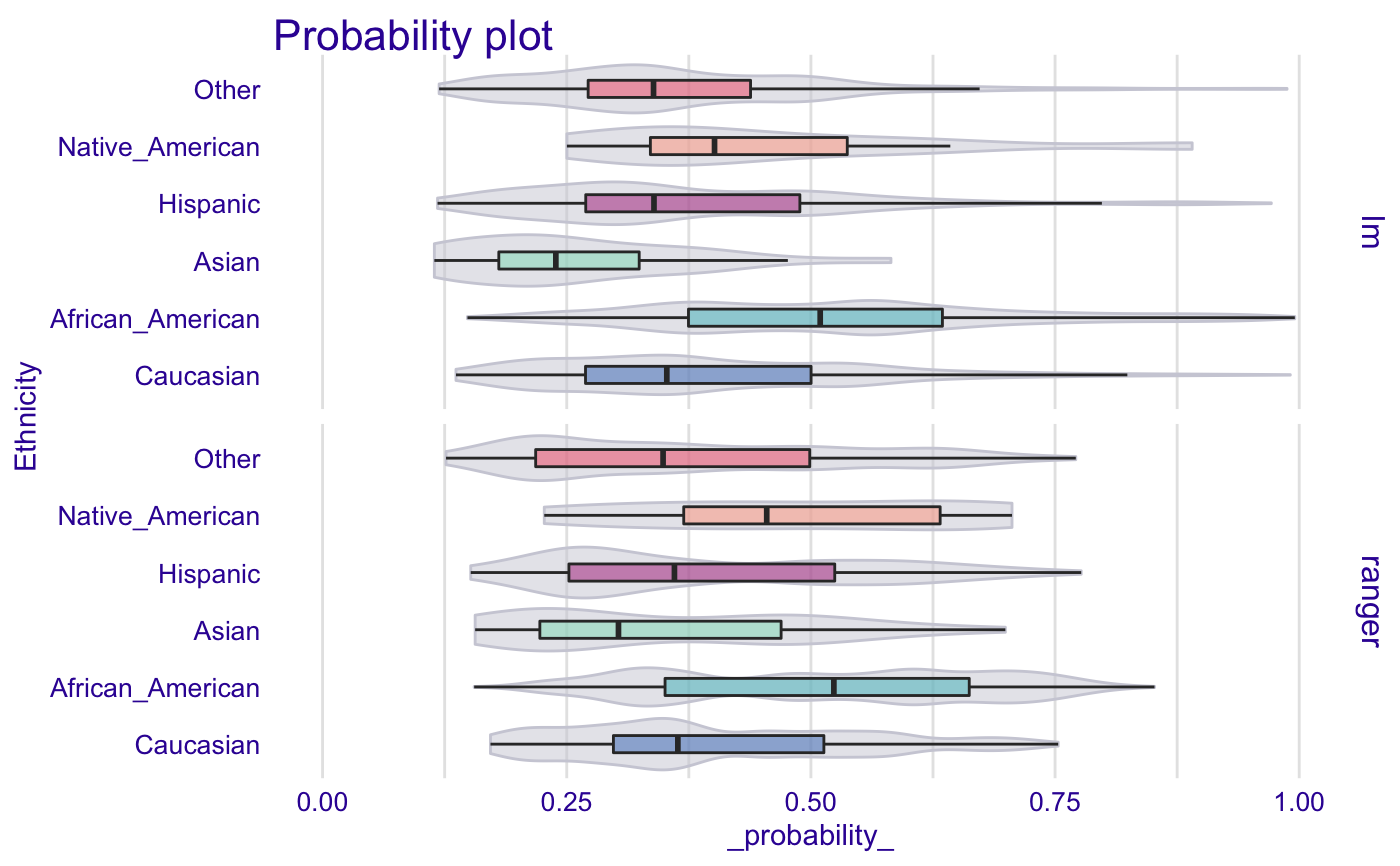 Probability plot
Other
Native_American
Hispanic
Asian
African_American
Caucasian
lm
Ethnicity
Other
Native_American
Hispanic
Asian
African_American
Caucasian
ranger
0.00 0.25 0.50 0.75 1.00
_probability_